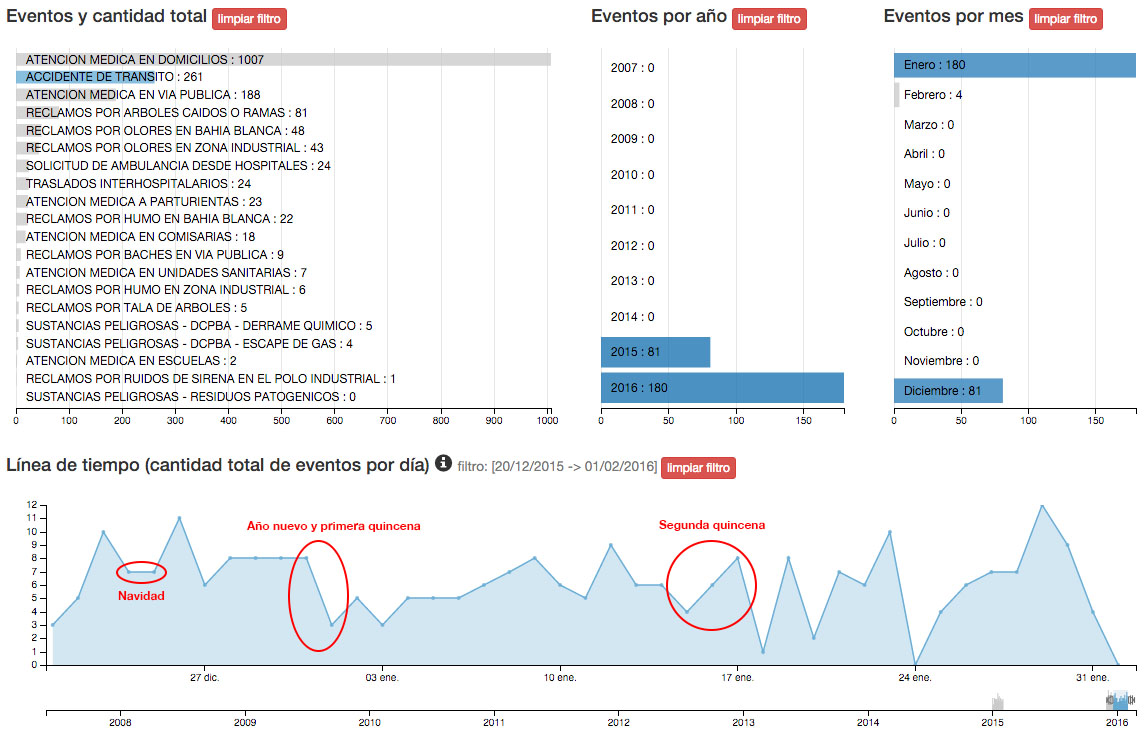 Eventos y cantidad total limpiar filtro
ATENCION MEDICA EN DOMICILIOS : 1007
ACCIDENTE DE TRANSITO : 261
ATENCION MEDICA EN VIA PUBLICA : 188
RECLAMOS POR ARBOLES CAIDOS O RAMAS : 81
RECLAMOS POR OLORES EN BAHIA BLANCA : 48
RECLAMOS POR OLORES EN ZONA INDUSTRIAL : 43
SOLICITUD DE AMBULANCIA DESDE HOSPITALES : 24
TRASLADOS INTERHOSPITALARIOS : 24
ATENCION MEDICA A PARTURIENTAS : 23
RECLAMOS POR HUMO EN BAHIA BLANCA : 22
ATENCION MEDICA EN COMISARIAS : 18
RECLAMOS POR BACHES EN VIA PUBLICA : 9
ATENCION MEDICA EN UNIDADES SANITARIAS : 7
RECLAMOS POR HUMO EN ZONA INDUSTRIAL : 6
RECLAMOS POR TALA DE ARBOLES : 5
SUSTANCIAS PELIGROSAS - DCPBA - DERRAME QUIMICO : 5
SUSTANCIAS PELIGROSAS - DCPBA - ESCAPE DE GAS : 4
ATENCION MEDICA EN ESCUELAS : 2
RECLAMOS POR RUIDOS DE SIRENA EN EL POLO INDUSTRIAL : 1
SUSTANCIAS PELIGROSAS - RESIDUOS PATOGENICOS : 0
0 100 200 300 400 500 600 700 800 900 1000
Eventos por año limpiar filtro
2007 : 0
2008 : 0
2009 : 0
2010 : 0
2011 : 0
2012 : 0
2013 : 0
2014 : 0
2015 : 81
2016 : 180
0 50 100 150
Eventos por mes limpiar filtro
Enero : 180
Febrero : 4
Marzo : 0
Abril : 0
Mayo : 0
Junio : 0
Julio : 0
Agosto : 0
Septiembre : 0
Octubre : 0
Noviembre : 0
Diciembre : 81
0 50 100 150
Línea de tiempo (cantidad total de eventos por día) i filtro: [20/12/2015 -> 01/02/2016] limpiar filtro
12
11
10
9
8
7
6
5
4
3
2
1
0
Año nuevo y primera quincena
Segunda quincena
Navidad
27 dic. 03 ene. 10 ene. 17 ene. 24 ene. 31 ene.
2008 2009 2010 2011 2012 2013 2014 2015 2016